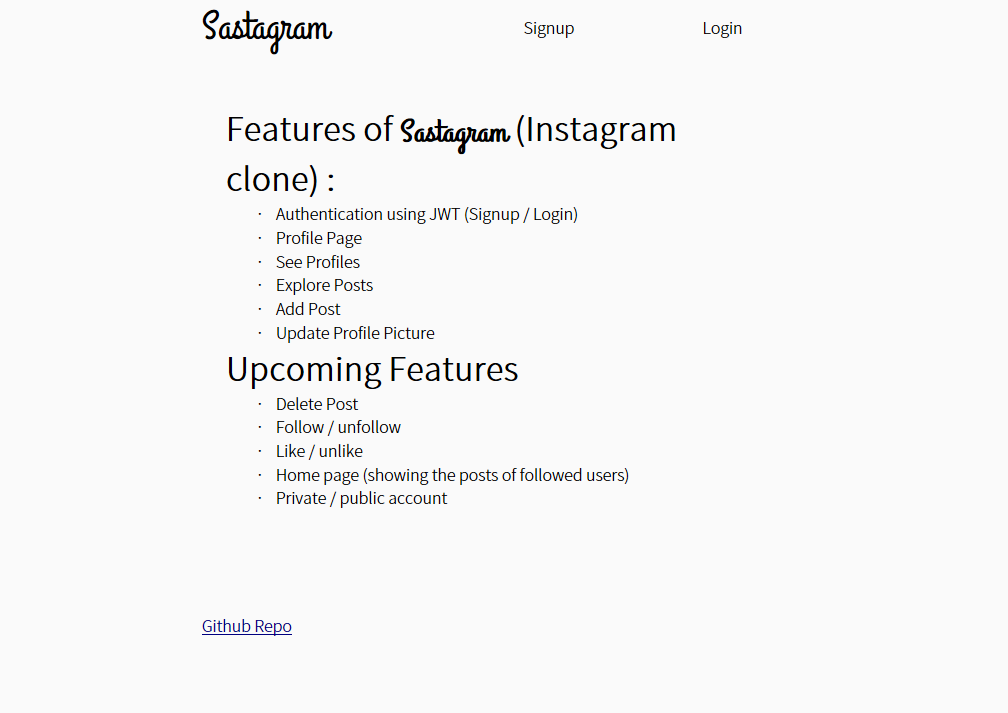 Sastagram Signup Login
Features of Sastagram (Instagram
clone) :
· Authentication using JWT (Signup / Login)
· Profile Page
· See Profiles
· Explore Posts
· Add Post
· Update Profile Picture
Upcoming Features
· Delete Post
· Follow / unfollow
· Like / unlike
· Home page (showing the posts of followed users)
· Private / public account
Github Repo